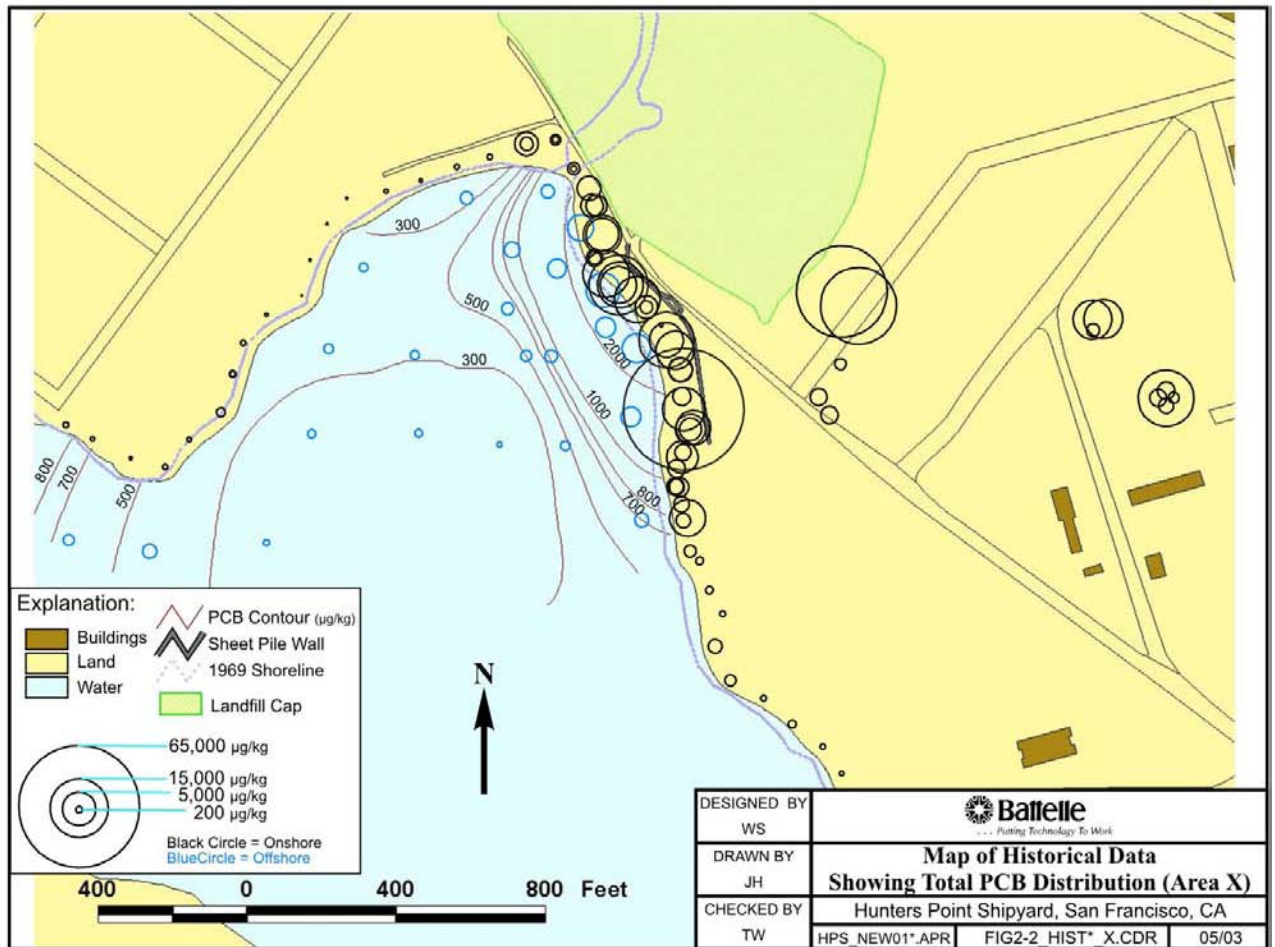 300
500
300
2000
1000
800
700
800
700
500
Explanation:
Buildings
Land
Water
PCB Contour (µg/kg)
Sheet Pile Wall
1969 Shoreline
Landfill Cap
65,000 µg/kg
15,000 µg/kg
5,000 µg/kg
200 µg/kg
Black Circle = Onshore
BlueCircle = Offshore
N
400 0 400 800 Feet
DESIGNED BY
WS
Battelle
. . . Putting Technology To Work
DRAWN BY
JH
Map of Historical Data
Showing Total PCB Distribution (Area X)
CHECKED BY
TW
Hunters Point Shipyard, San Francisco, CA
HPS_NEW01*.APR FIG2-2_HIST*_X.CDR 05/03